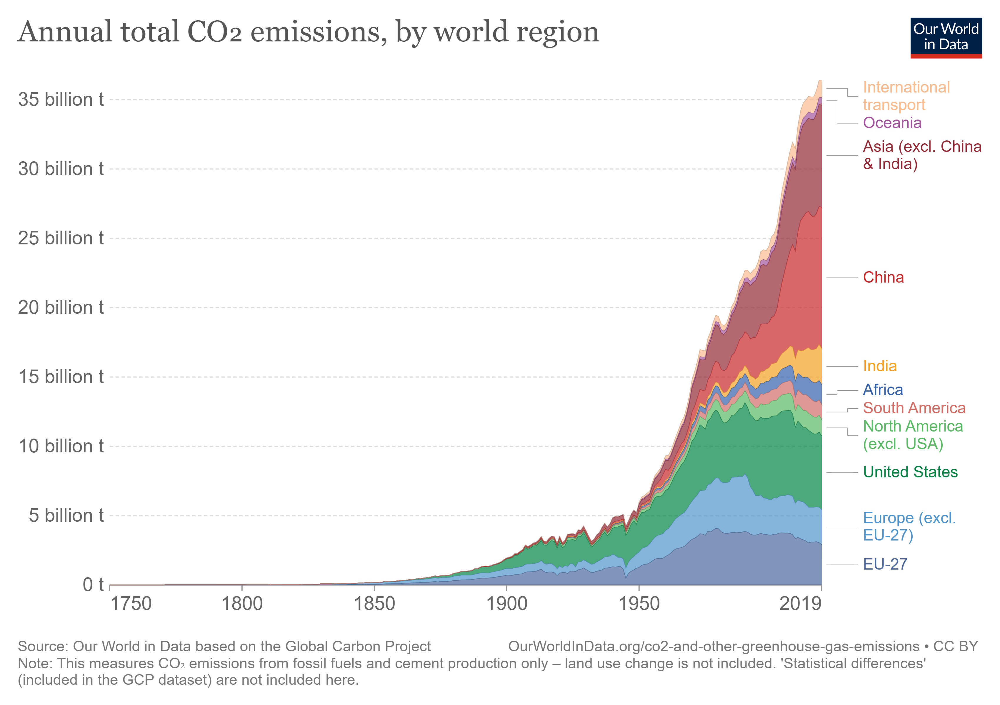 Annual total CO2 emissions, by world region
Our World
in Data
35 billion t
30 billion t
25 billion t
20 billion t
15 billion t
10 billion t
5 billion t
0 t
1750
1800
1850
1900
1950
2019
International
transport
Oceania
Asia (excl. China
& India)
China
India
Africa
South America
North America
(excl. USA)
United States
Europe (excl.
EU-27)
EU-27
Source: Our World in Data based on the Global Carbon Project
OurWorldInData.org/co2-and-other-greenhouse-gas-emissions • CC BY
Note: This measures CO₂ emissions from fossil fuels and cement production only – land use change is not included. 'Statistical differences'
(included in the GCP dataset) are not included here.